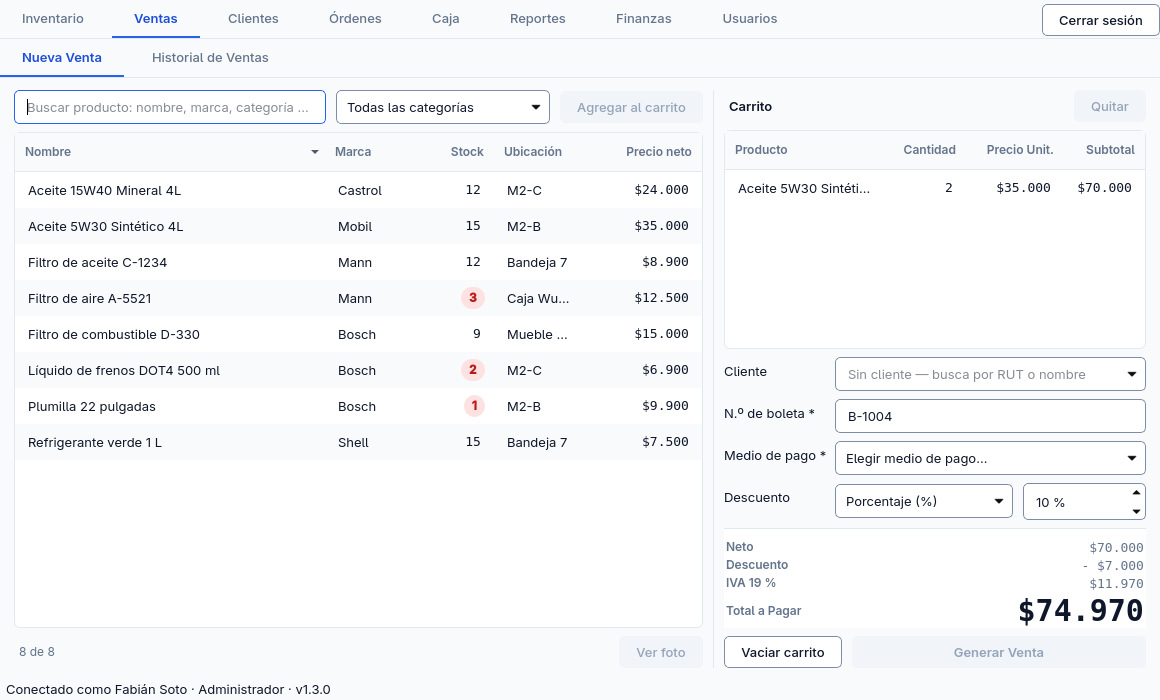 Inventario Ventas Clientes Órdenes Caja Reportes Finanzas Usuarios Cerrar sesión
Nueva Venta Historial de Ventas
Buscar producto: nombre, marca, categoría ... Todas las categorías Agregar al carrito
Nombre Marca Stock Ubicación Precio neto
Aceite 15W40 Mineral 4L Castrol 12 M2-C $24.000
Aceite 5W30 Sintético 4L Mobil 15 M2-B $35.000
Filtro de aceite C-1234 Mann 12 Bandeja 7 $8.900
Filtro de aire A-5521 Mann 3 Caja Wu... $12.500
Filtro de combustible D-330 Bosch 9 Mueble ... $15.000
Líquido de frenos DOT4 500 ml Bosch 2 M2-C $6.900
Plumilla 22 pulgadas Bosch 1 M2-B $9.900
Refrigerante verde 1 L Shell 15 Bandeja 7 $7.500
8 de 8 Ver foto
Carrito Quitar
Producto Cantidad Precio Unit. Subtotal
Aceite 5W30 Sintéti... 2 $35.000 $70.000
Cliente Sin cliente — busca por RUT o nombre
N.º de boleta * B-1004
Medio de pago * Elegir medio de pago...
Descuento Porcentaje (%) 10 %
Neto $70.000
Descuento - $7.000
IVA 19 % $11.970
Total a Pagar $74.970
Vaciar carrito Generar Venta
Conectado como Fabián Soto · Administrador · v1.3.0